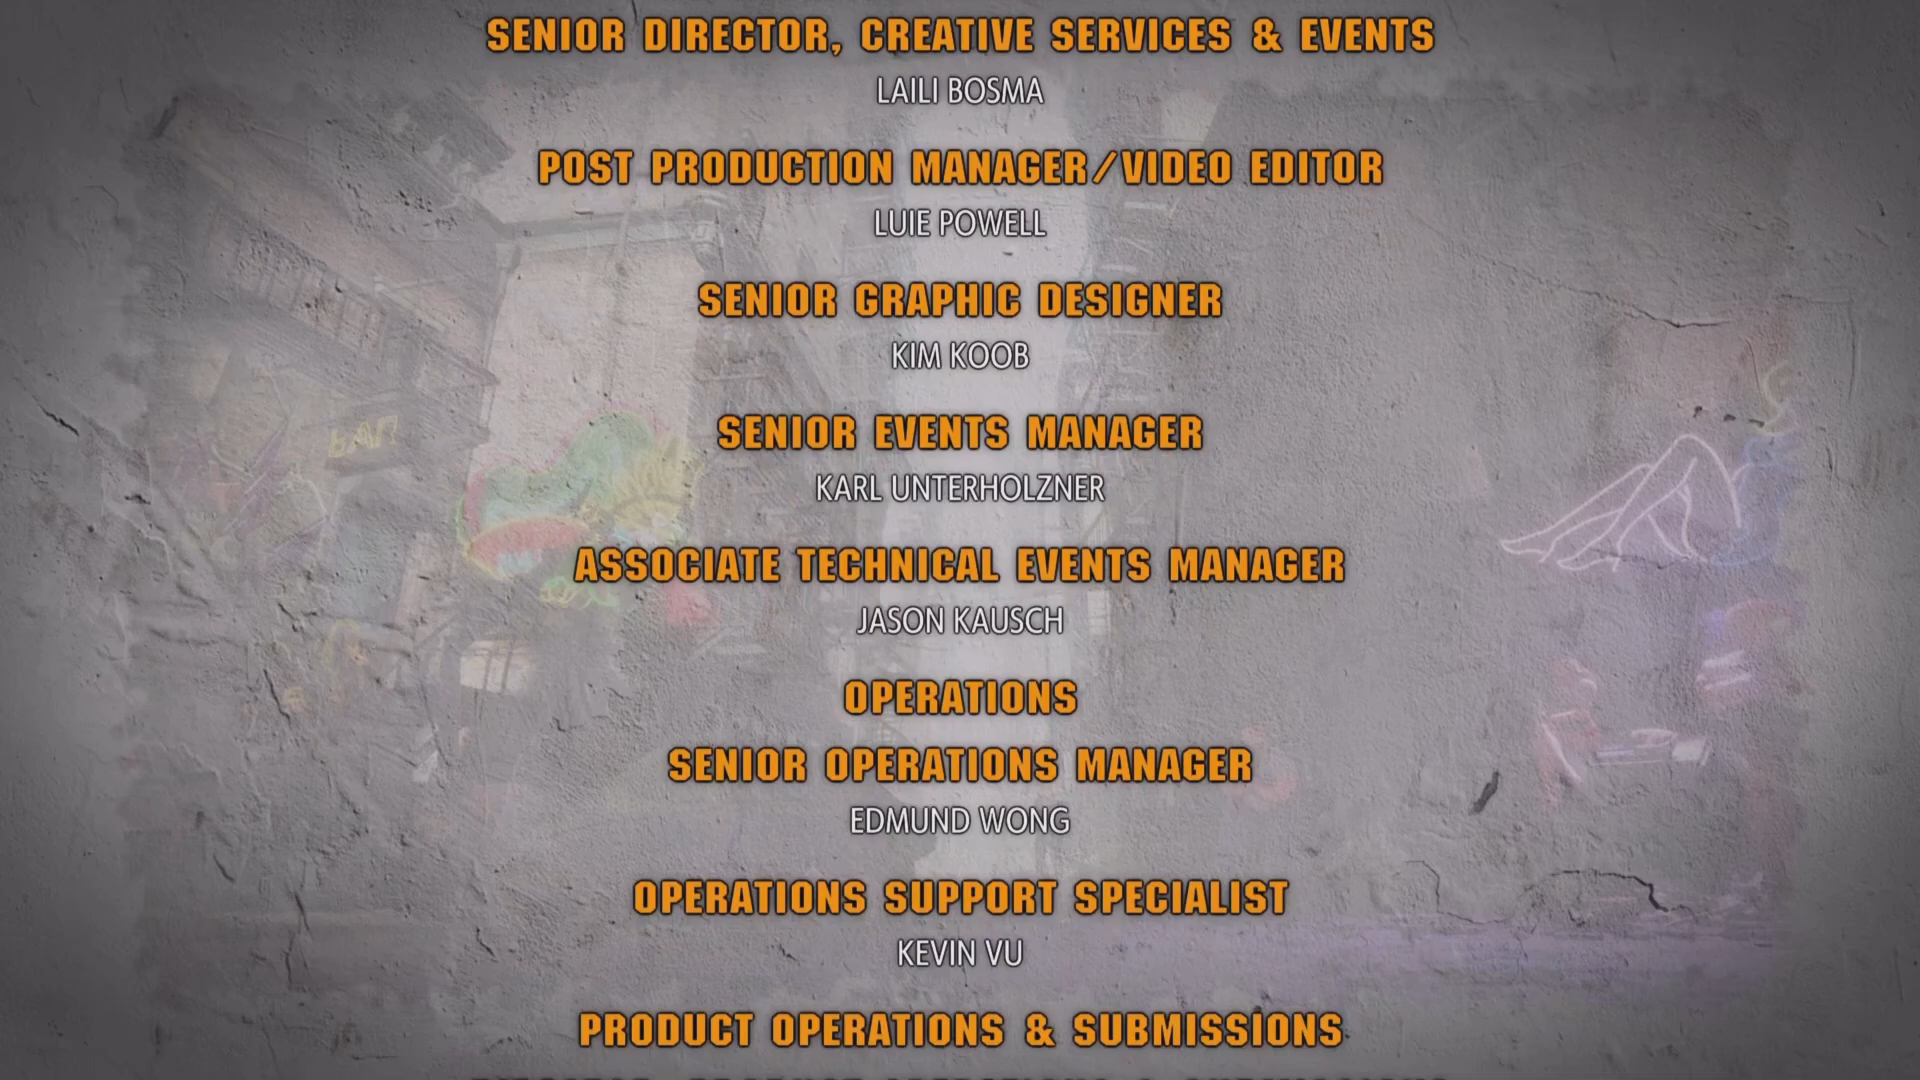 SENIOR DIRECTOR, CREATIVE SERVICES & EVENTS
LAILI BOSMA
POST PRODUCTION MANAGER/VIDEO EDITOR
LUIE POWELL
SENIOR GRAPHIC DESIGNER
KIM KOOB
SENIOR EVENTS MANAGER
KARL UNTERHOLZNER
ASSOCIATE TECHNICAL EVENTS MANAGER
JASON KAUSCH
OPERATIONS
SENIOR OPERATIONS MANAGER
EDMUND WONG
OPERATIONS SUPPORT SPECIALIST
KEVIN VU
PRODUCT OPERATIONS & SUBMISSIONS